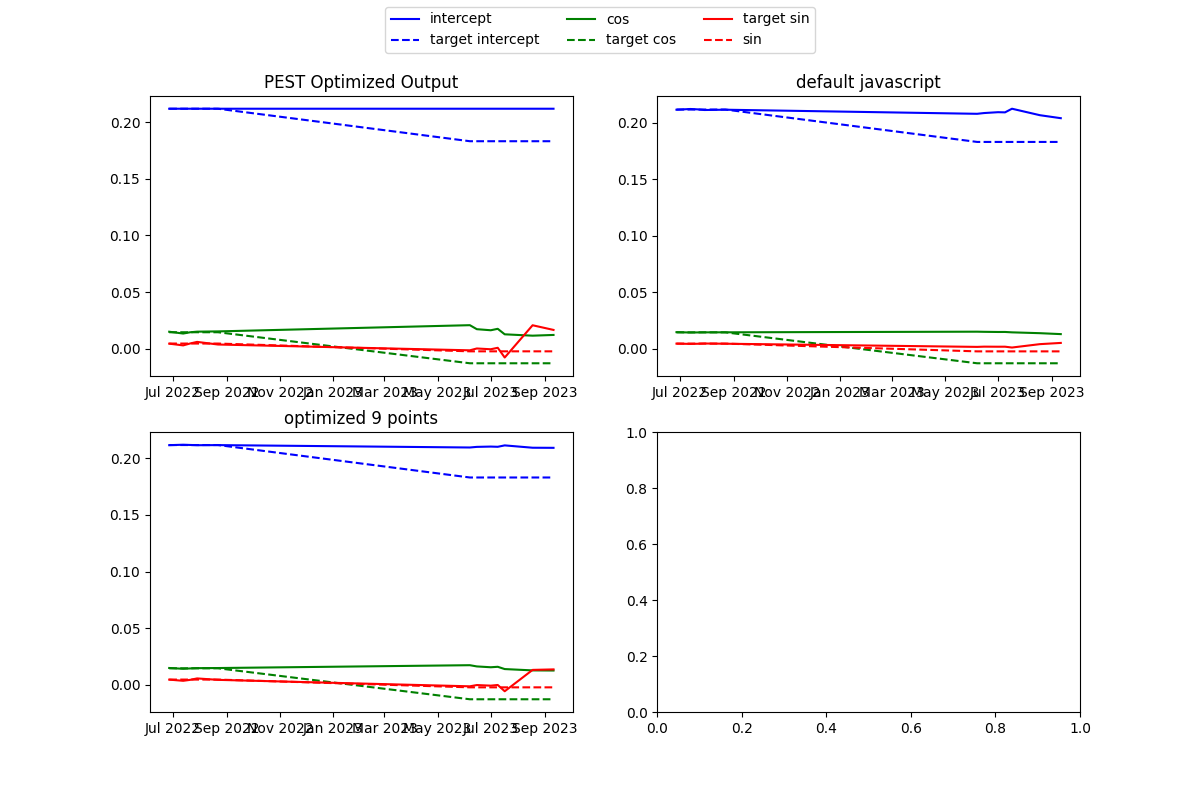 intercept cos target sin
target intercept target cos sin
PEST Optimized Output default javascript
0.20 0.20
0.15 0.15
0.10 0.10
0.05 0.05
0.00 0.00
Jul 2022 Sep 2022 Nov 2022 Jan 2023 Mar 2023 May 2023 Jul 2023 Sep 2023 Jul 2022 Sep 2022 Nov 2022 Jan 2023 Mar 2023 May 2023 Jul 2023 Sep 2023
optimized 9 points
1.0
0.20
0.8
0.15
0.6
0.10
0.4
0.05
0.2
0.00
0.0
Jul 2022 Sep 2022 Nov 2022 Jan 2023 Mar 2023 May 2023 Jul 2023 Sep 2023 0.0 0.2 0.4 0.6 0.8 1.0